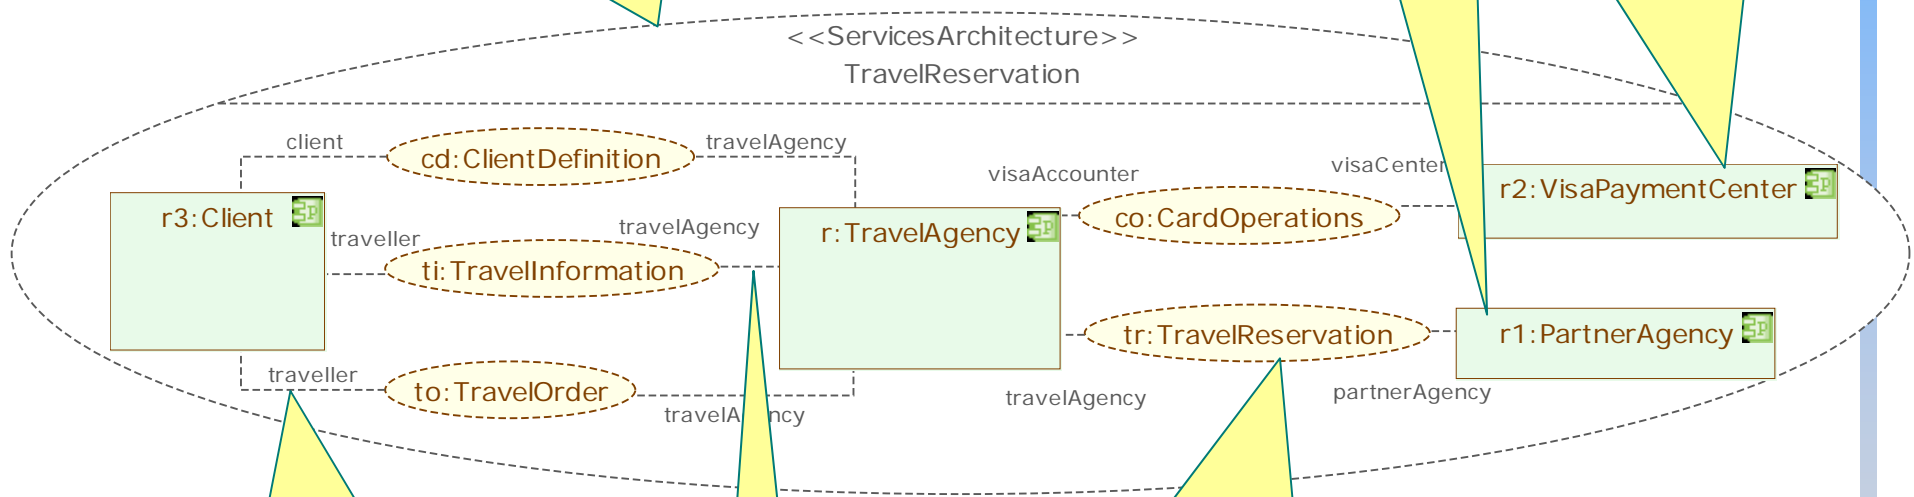 <<ServicesArchitecture>>
TravelReservation
client
cd:ClientDefinition
travelAgency
visaAccounter
visaCenter
r2:VisaPaymentCenter
r3:Client
traveller
ti:TravelInformation
travelAgency
r:TravelAgency
co:CardOperations
tr:TravelReservation
r1:PartnerAgency
traveller
to:TravelOrder
travelAgency
travelAgency
partnerAgency